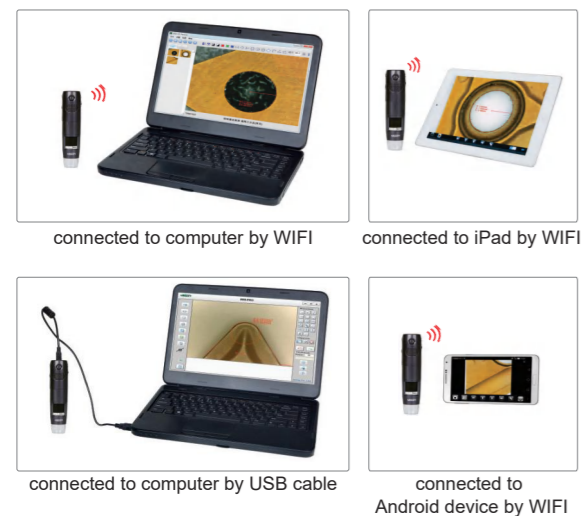 connected to computer by WIFI
connected to iPad by WIFI
connected to computer by USB cable
connected to
Android device by WIFI